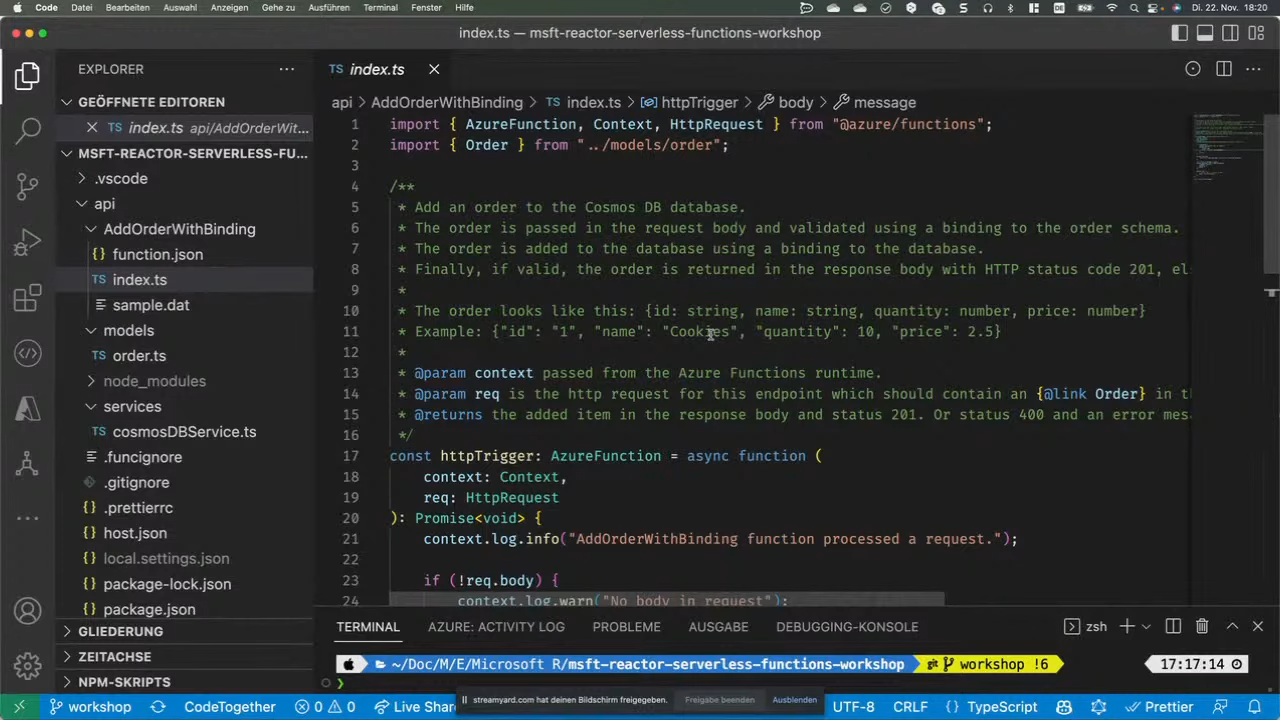 Code Datei Bearbeiten Auswahl Anzeigen Gehe zu Ausführen Terminal Fenster Hilfe Di. 22. Nov. 18:20
index.ts — msft-reactor-serverless-functions-workshop
EXPLORER
GEÖFFNETE EDITOREN
TS index.ts api/AddOrderWit...
MSFT-REACTOR-SERVERLESS-FU...
.vscode
api
AddOrderWithBinding
{} function.json
TS index.ts
sample.dat
models
TS order.ts
node_modules
services
TS cosmosDBService.ts
.funcignore
.gitignore
{} .prettierrc
{} host.json
{} local.settings.json
{} package-lock.json
{} package.json
GLIEDERUNG
ZEITACHSE
NPM-SKRIPTS
TS index.ts
api > AddOrderWithBinding > TS index.ts > httpTrigger > body > message
1 import { AzureFunction, Context, HttpRequest } from "@azure/functions";
2 import { Order } from "../models/order";
3
4 /**
5 * Add an order to the Cosmos DB database.
6 * The order is passed in the request body and validated using a binding to the order schema.
7 * The order is added to the database using a binding to the database.
8 * Finally, if valid, the order is returned in the response body with HTTP status code 201, el
9 *
10 * The order looks like this: {id: string, name: string, quantity: number, price: number}
11 * Example: {"id": "1", "name": "Cookies", "quantity": 10, "price": 2.5}
12 *
13 * @param context passed from the Azure Functions runtime.
14 * @param req is the http request for this endpoint which should contain an {@link Order} in t
15 * @returns the added item in the response body and status 201. Or status 400 and an error mes
16 */
17 const httpTrigger: AzureFunction = async function (
18 context: Context,
19 req: HttpRequest
20 ): Promise<void> {
21 context.log.info("AddOrderWithBinding function processed a request.");
22
23 if (!req.body) {
24 context.log.warn("No body in request");
TERMINAL AZURE: ACTIVITY LOG PROBLEME AUSGABE DEBUGGING-KONSOLE zsh
~/Doc/M/E/Microsoft R/msft-reactor-serverless-functions-workshop git workshop !6 17:17:14
❯
streamyard.com hat deinen Bildschirm freigegeben. Freigabe beenden Ausblenden
workshop CodeTogether 0 0 Live Shar UTF-8 CRLF {} TypeScript Prettier